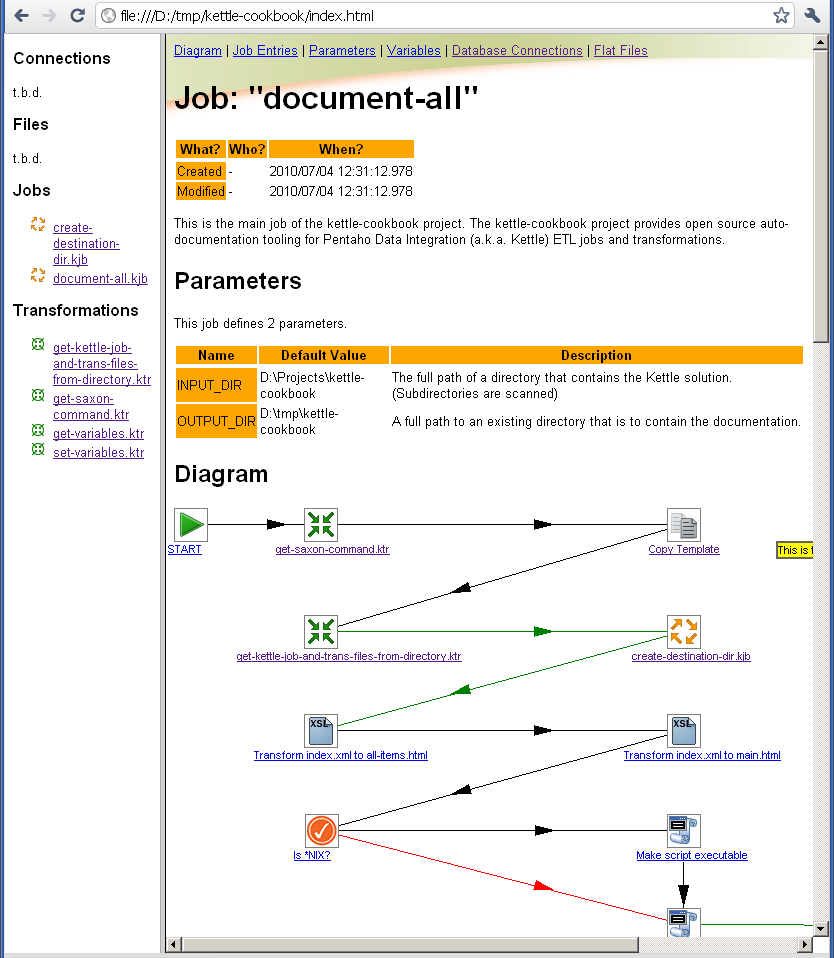 file:///D:/tmp/kettle-cookbook/index.html
Connections
t.b.d.
Files
t.b.d.
Jobs
create-
destination-
dir.kjb
document-all.kjb
Transformations
get-kettle-job-
and-trans-files-
from-directory.ktr
get-saxon-
command.ktr
get-variables.ktr
set-variables.ktr
Diagram | Job Entries | Parameters | Variables | Database Connections | Flat Files
Job: "document-all"
What? Who? When?
Created - 2010/07/04 12:31:12.978
Modified - 2010/07/04 12:31:12.978
This is the main job of the kettle-cookbook project. The kettle-cookbook project provides open source auto-
documentation tooling for Pentaho Data Integration (a.k.a. Kettle) ETL jobs and transformations.
Parameters
This job defines 2 parameters.
Name Default Value Description
INPUT_DIR D:\Projects\kettle-
cookbook The full path of a directory that contains the Kettle solution.
(Subdirectories are scanned)
OUTPUT_DIR D:\tmp\kettle-
cookbook A full path to an existing directory that is to contain the documentation.
Diagram
START get-saxon-command.ktr Copy Template
This is
get-kettle-job-and-trans-files-from-directory.ktr create-destination-dir.kjb
XSL XSL
Transform index.xml to all-items.html Transform index.xml to main.html
Is *NIX? Make script executable